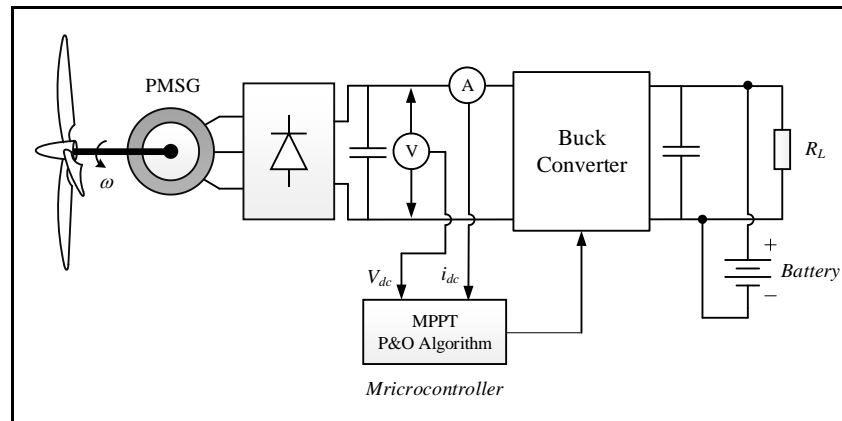 PMSG
ω
A
V
Buck
Converter
R_L
+
Battery
−
V_dc
i_dc
MPPT
P&O Algorithm
Mricrocontroller